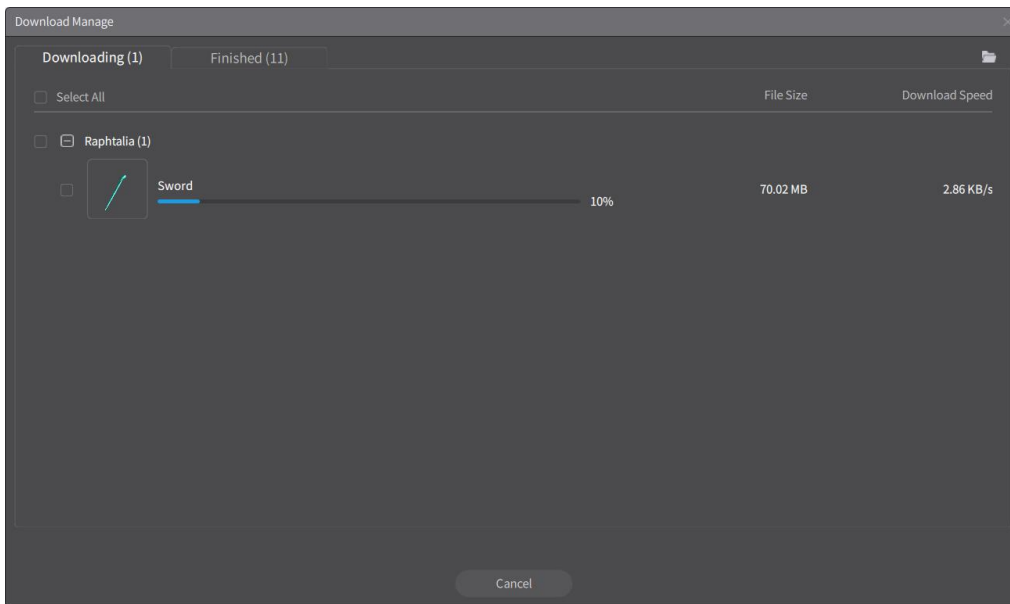 Download Manage
Downloading (1) Finished (11)
Select All File Size Download Speed
Raphtalia (1)
Sword
10% 70.02 MB 2.86 KB/s
Cancel